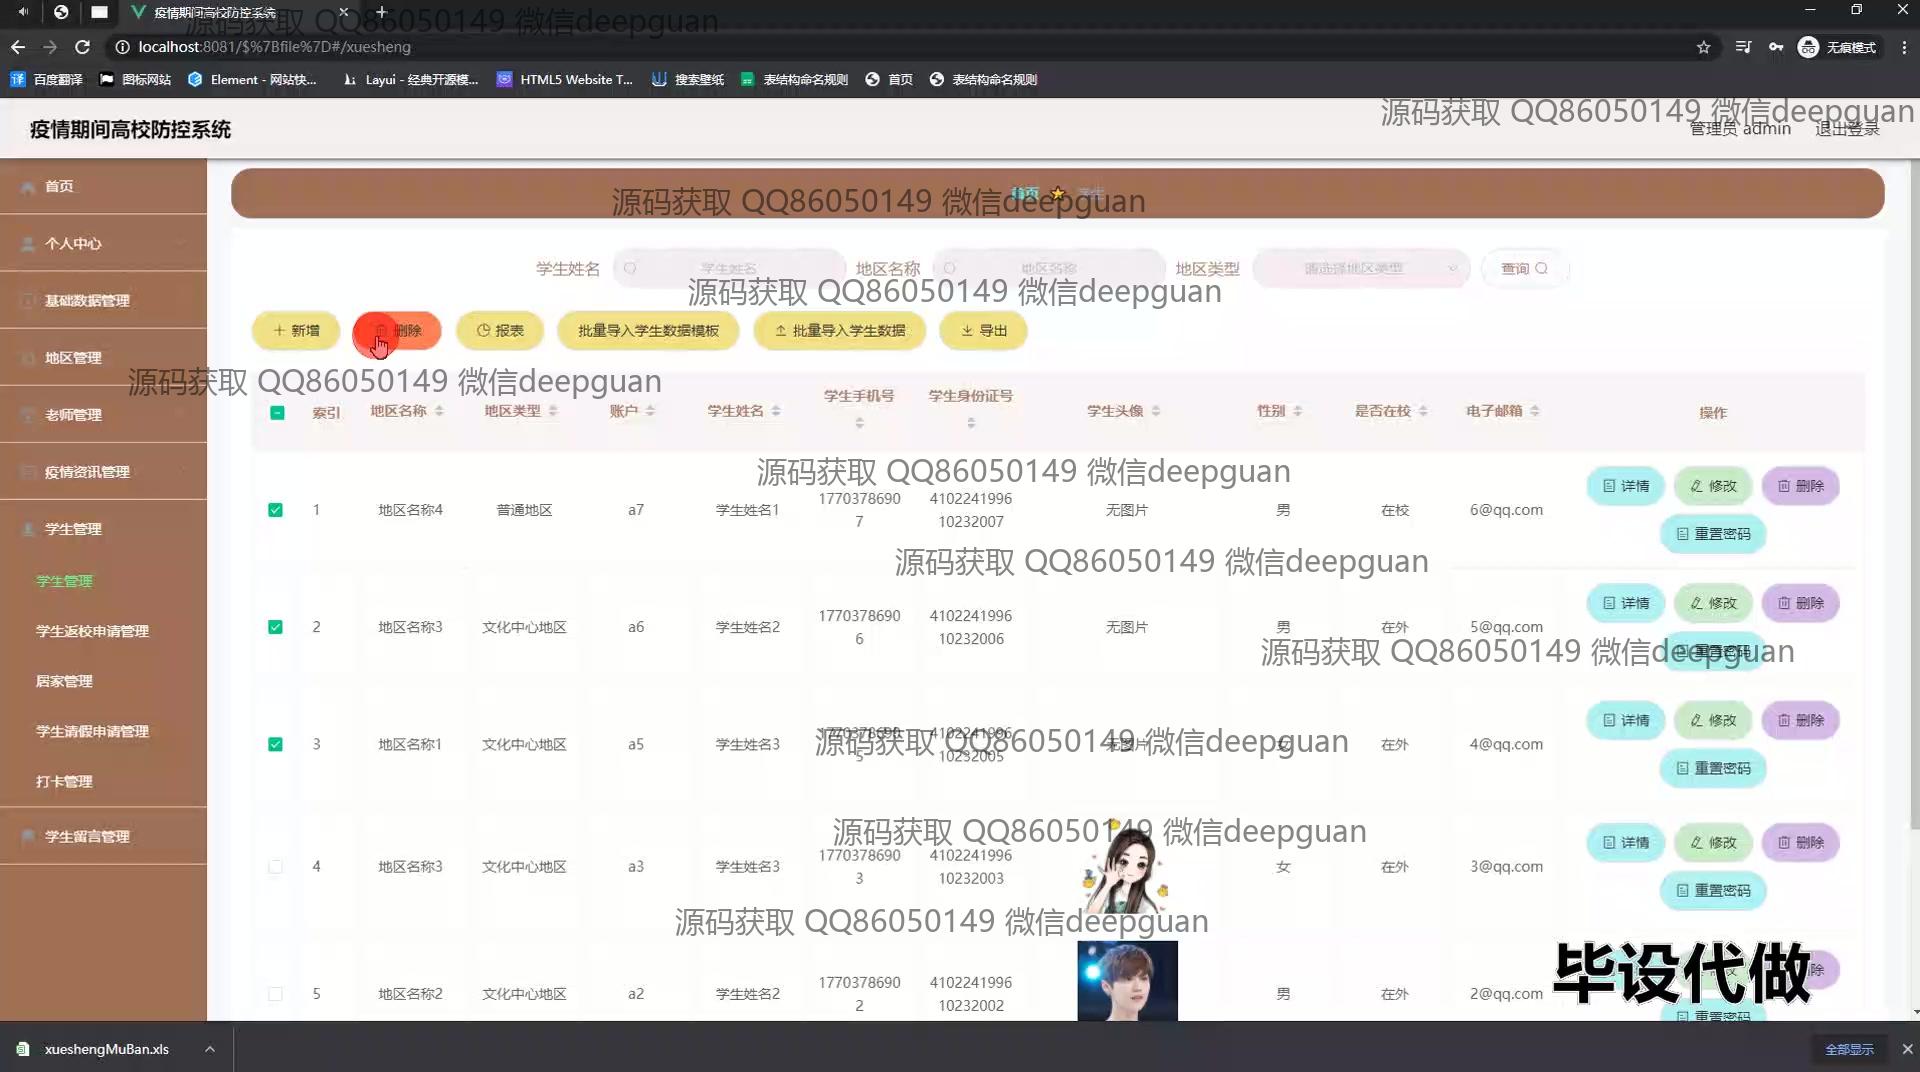 疫情期间高校防控系统
源码获取 QQ86050149 微信deepguan
localhost:8081/$%7Bfile%7D#/xuesheng
无痕模式
百度翻译 图标网站 Element - 网站快... Layui - 经典开源模... HTML5 Website T... 搜索壁纸 表结构命名规则 首页 表结构命名规则
源码获取 QQ86050149 微信deepguan
疫情期间高校防控系统
管理员 admin 退出登录
首页
首页 学生
源码获取 QQ86050149 微信deepguan
个人中心
学生姓名 学生姓名 地区名称 地区名称 地区类型 请选择地区类型 查询
源码获取 QQ86050149 微信deepguan
基础数据管理
新增 删除 报表 批量导入学生数据模板 批量导入学生数据 导出
地区管理
源码获取 QQ86050149 微信deepguan
老师管理
索引 地区名称 地区类型 账户 学生姓名 学生手机号 学生身份证号 学生头像 性别 是否在校 电子邮箱 操作
疫情资讯管理
源码获取 QQ86050149 微信deepguan
1 地区名称4 普通地区 a7 学生姓名1 17703786907 410224199610232007 无图片 男 在校 6@qq.com 详情 修改 删除
重置密码
学生管理
源码获取 QQ86050149 微信deepguan
学生管理
2 地区名称3 文化中心地区 a6 学生姓名2 17703786906 410224199610232006 无图片 男 在外 5@qq.com 详情 修改 删除
重置密码
学生返校申请管理
源码获取 QQ86050149 微信deepguan
居家管理
3 地区名称1 文化中心地区 a5 学生姓名3 17703786905 410224199610232005 无图片 女 在外 4@qq.com 详情 修改 删除
重置密码
学生请假申请管理
源码获取 QQ86050149 微信deepguan
打卡管理
源码获取 QQ86050149 微信deepguan
学生留言管理
4 地区名称3 文化中心地区 a3 学生姓名3 17703786903 410224199610232003 女 在外 3@qq.com 详情 修改 删除
重置密码
源码获取 QQ86050149 微信deepguan
5 地区名称2 文化中心地区 a2 学生姓名2 17703786902 410224199610232002 男 在外 2@qq.com
毕设代做
重置密码
xueshengMuBan.xls
全部显示